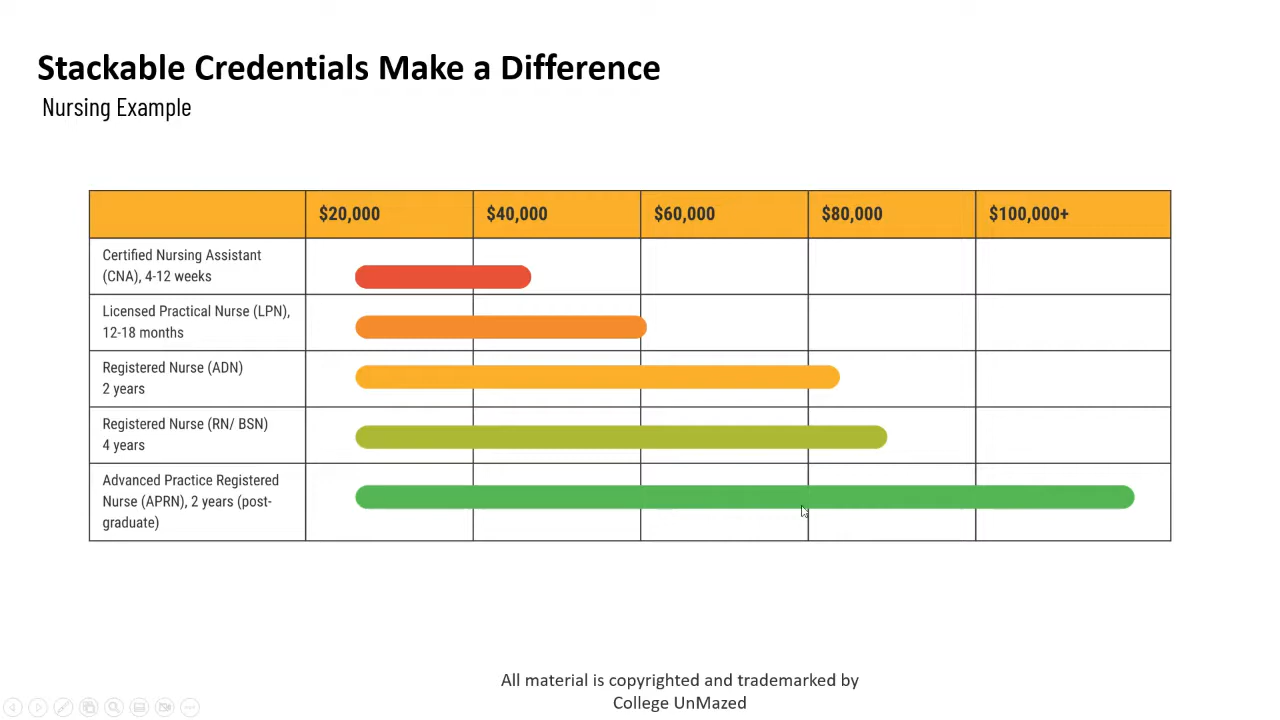 Stackable Credentials Make a Difference
Nursing Example
$20,000 $40,000 $60,000 $80,000 $100,000+
Certified Nursing Assistant
(CNA), 4-12 weeks
Licensed Practical Nurse (LPN),
12-18 months
Registered Nurse (ADN)
2 years
Registered Nurse (RN/ BSN)
4 years
Advanced Practice Registered
Nurse (APRN), 2 years (post-
graduate)
All material is copyrighted and trademarked by
College UnMazed